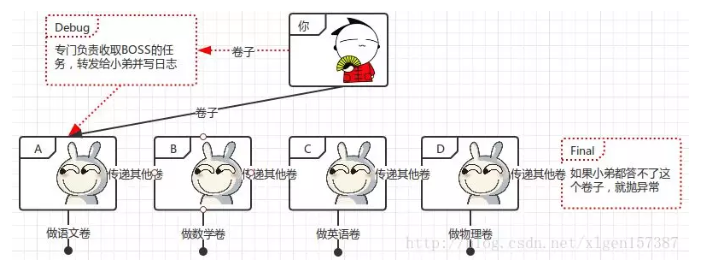 Debug
专门负责收取BOSS的任
务，转发给小弟并写日志
你
卷子
卷子
A
传递其他卷
B
传递其他卷
C
传递其他卷
D
传递其他卷
Final
如果小弟都答不了这
个卷子，就抛异常
做语文卷
做数学卷
做英语卷
做物理卷
http://blog.csdn.net/xlgen157387